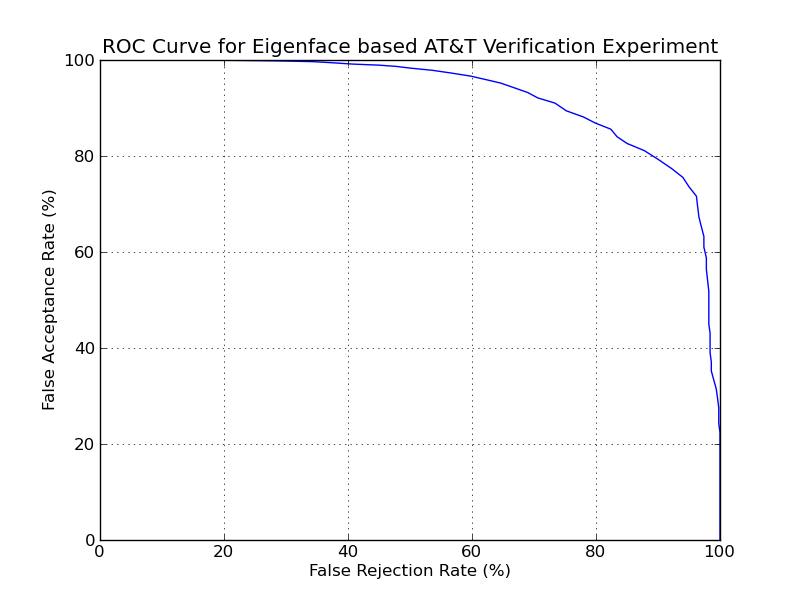 ROC Curve for Eigenface based AT&T Verification Experiment
100
80
60
40
20
0
False Acceptance Rate (%)
0 20 40 60 80 100
False Rejection Rate (%)